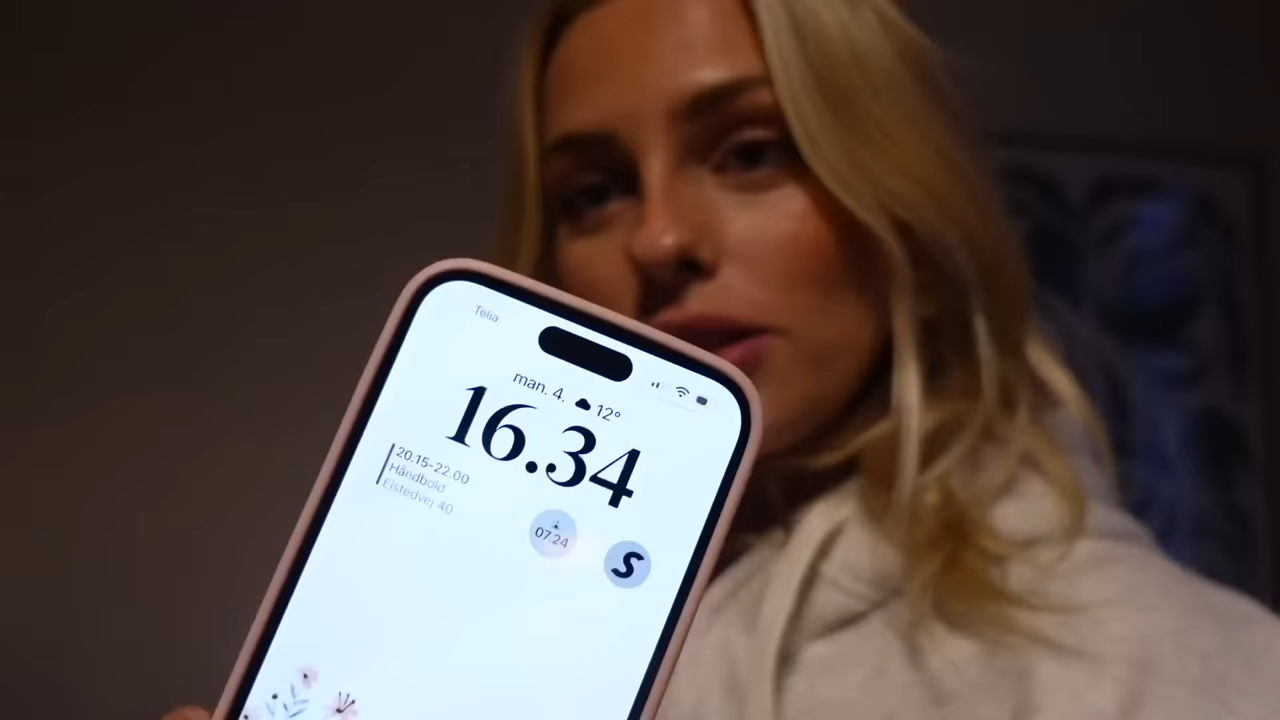 Telia
man. 4. 12°
16.34
20.15-22.00
Håndbold
Elstedvej 40
07.24
S